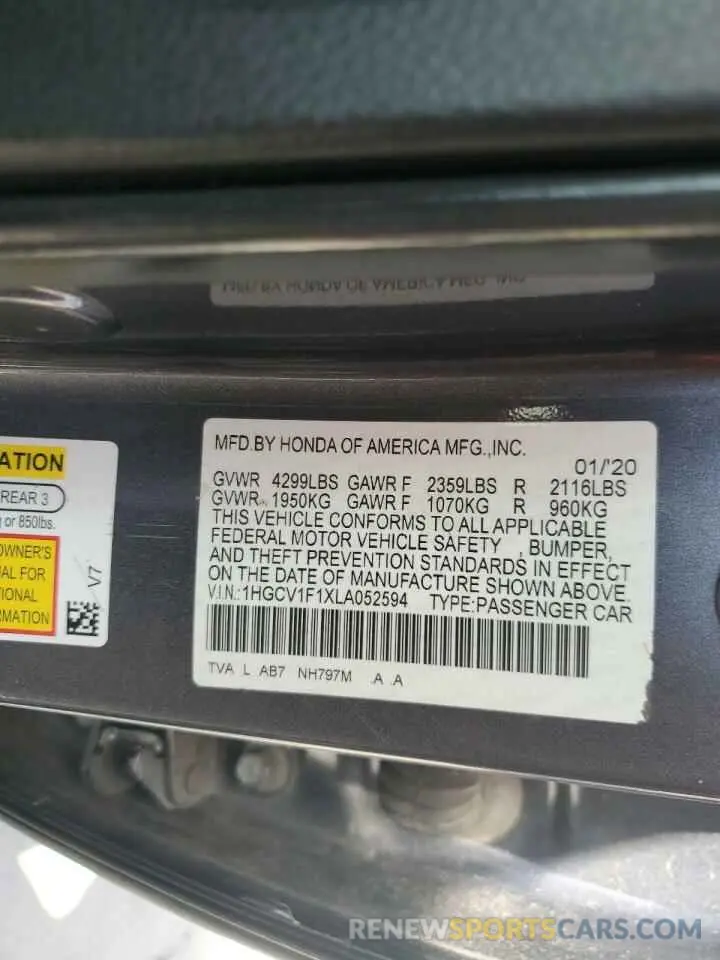 MFD.BY HONDA OF AMERICA MFG.,INC.
01/'20
GVWR 4299LBS GAWR F 2359LBS R 2116LBS
GVWR 1950KG GAWR F 1070KG R 960KG
THIS VEHICLE CONFORMS TO ALL APPLICABLE
FEDERAL MOTOR VEHICLE SAFETY , BUMPER,
AND THEFT PREVENTION STANDARDS IN EFFECT
ON THE DATE OF MANUFACTURE SHOWN ABOVE.
V.I.N.:1HGCV1F1XLA052594 TYPE:PASSENGER CAR
TVA L AB7 NH797M .A .A
ATION
REAR 3
or 850lbs.
OWNER'S
AL FOR
TIONAL
RMATION
V7
RENEWSPORTSCARS.COM